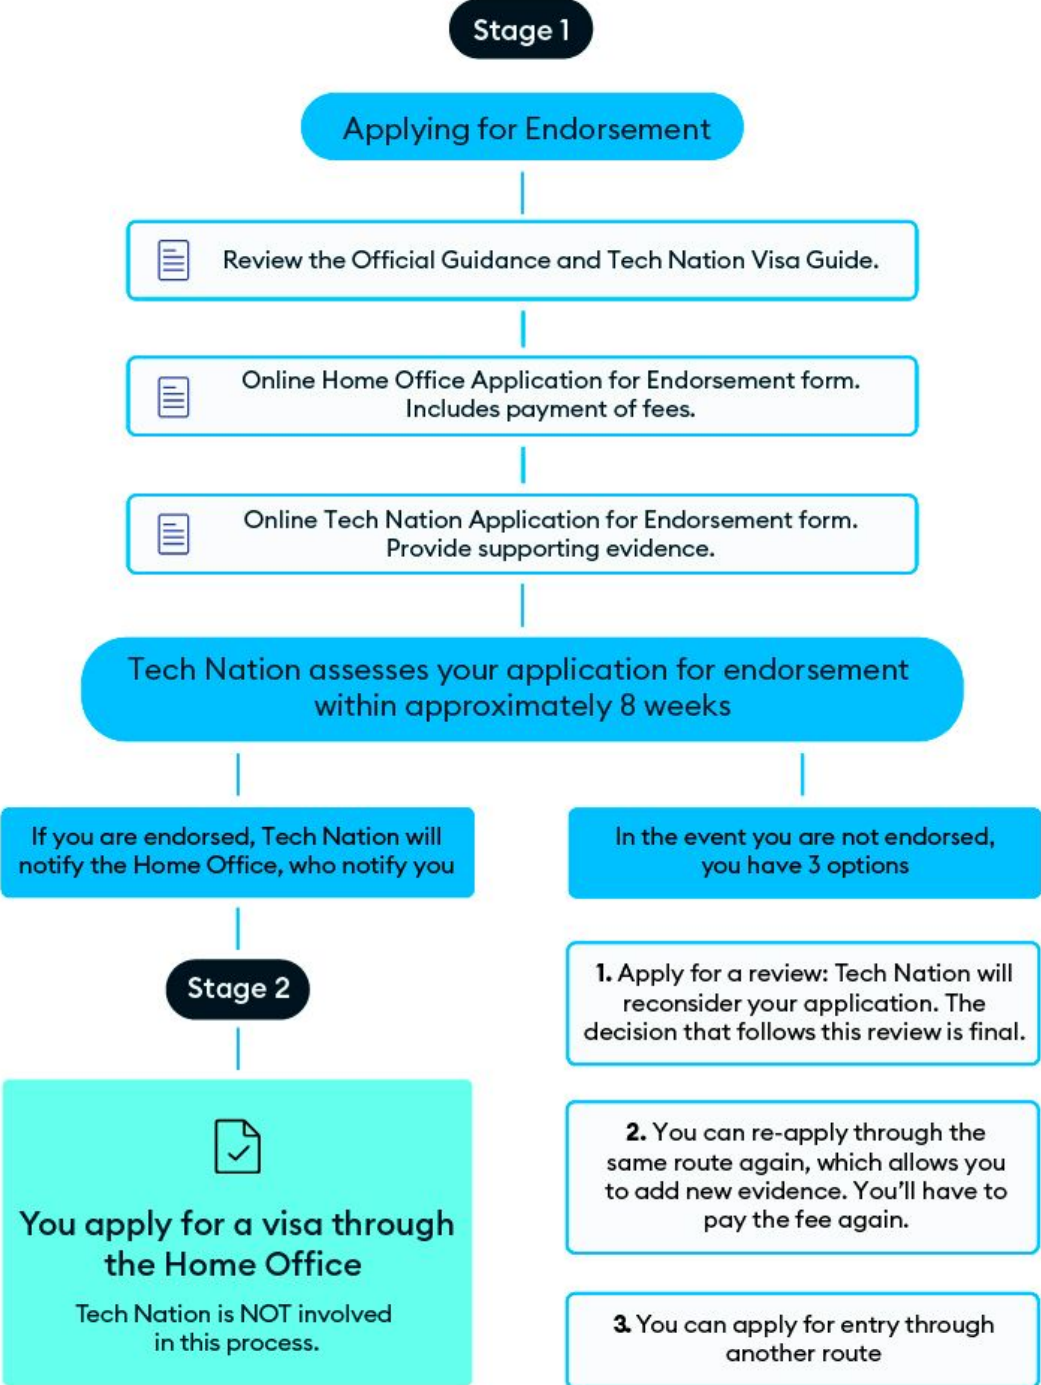 Stage 1
Applying for Endorsement
Review the Official Guidance and Tech Nation Visa Guide.
Online Home Office Application for Endorsement form.
Includes payment of fees.
Online Tech Nation Application for Endorsement form.
Provide supporting evidence.
Tech Nation assesses your application for endorsement
within approximately 8 weeks
If you are endorsed, Tech Nation will
notify the Home Office, who notify you
Stage 2
You apply for a visa through
the Home Office
Tech Nation is NOT involved
in this process.
In the event you are not endorsed,
you have 3 options
1. Apply for a review: Tech Nation will
reconsider your application. The
decision that follows this review is final.
2. You can re-apply through the
same route again, which allows you
to add new evidence. You'll have to
pay the fee again.
3. You can apply for entry through
another route